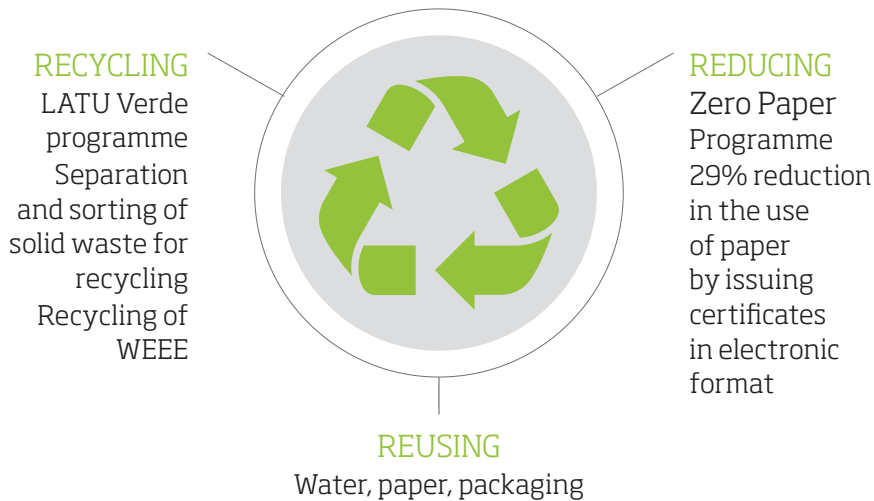 RECYCLING
LATU Verde
programme
Separation
and sorting of
solid waste for
recycling
Recycling of
WEEE
REDUCING
Zero Paper
Programme
29% reduction
in the use
of paper
by issuing
certificates
in electronic
format
REUSING
Water, paper, packaging